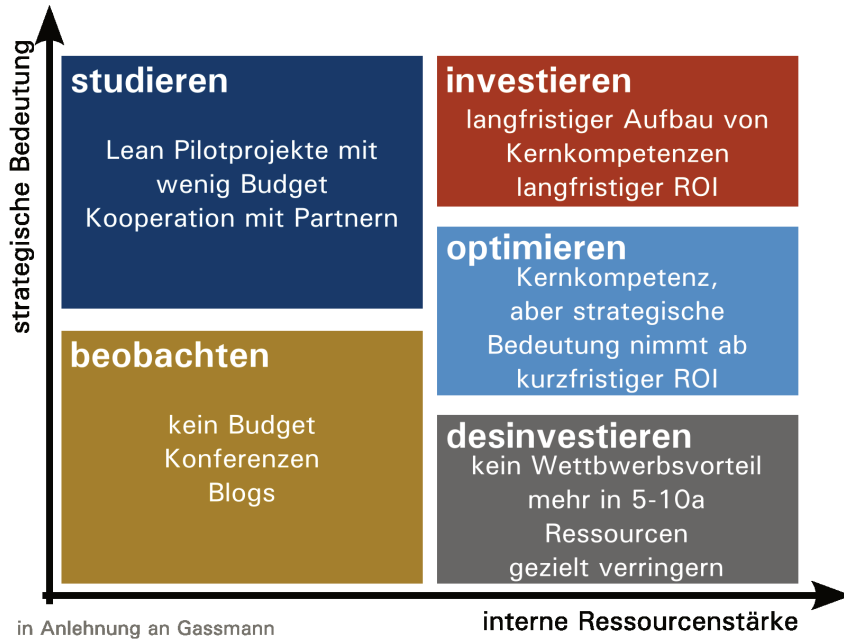 strategische Bedeutung
studieren
Lean Pilotprojekte mit
wenig Budget
Kooperation mit Partnern
investieren
langfristiger Aufbau von
Kernkompetenzen
langfristiger ROI
optimieren
Kernkompetenz,
aber strategische
Bedeutung nimmt ab
kurzfristiger ROI
beobachten
kein Budget
Konferenzen
Blogs
desinvestieren
kein Wettbwerbsvorteil
mehr in 5-10a
Ressourcen
gezielt verringern
interne Ressourcenstärke
in Anlehnung an Gassmann